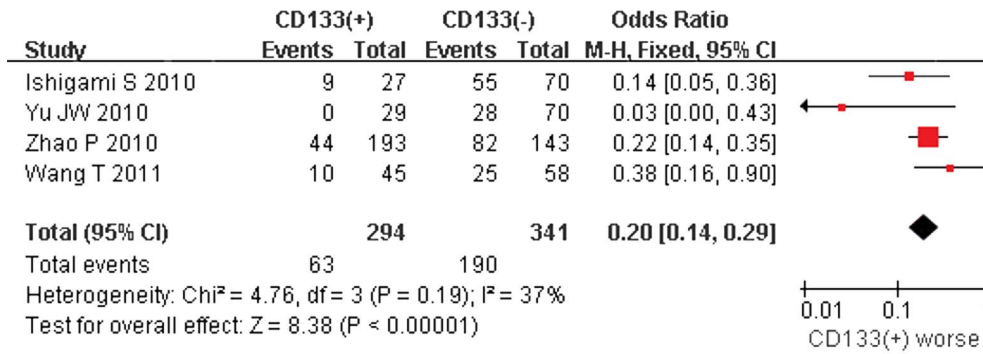 CD133(+) CD133(-) Odds Ratio
Study Events Total Events Total M-H, Fixed, 95% CI
Ishigami S 2010 9 27 55 70 0.14 [0.05, 0.36]
Yu JW 2010 0 29 28 70 0.03 [0.00, 0.43]
Zhao P 2010 44 193 82 143 0.22 [0.14, 0.35]
Wang T 2011 10 45 25 58 0.38 [0.16, 0.90]
Total (95% CI) 294 341 0.20 [0.14, 0.29]
Total events 63 190
Heterogeneity: Chi² = 4.76, df = 3 (P = 0.19); I² = 37%
Test for overall effect: Z = 8.38 (P < 0.00001)
0.01 0.1
CD133(+) worse